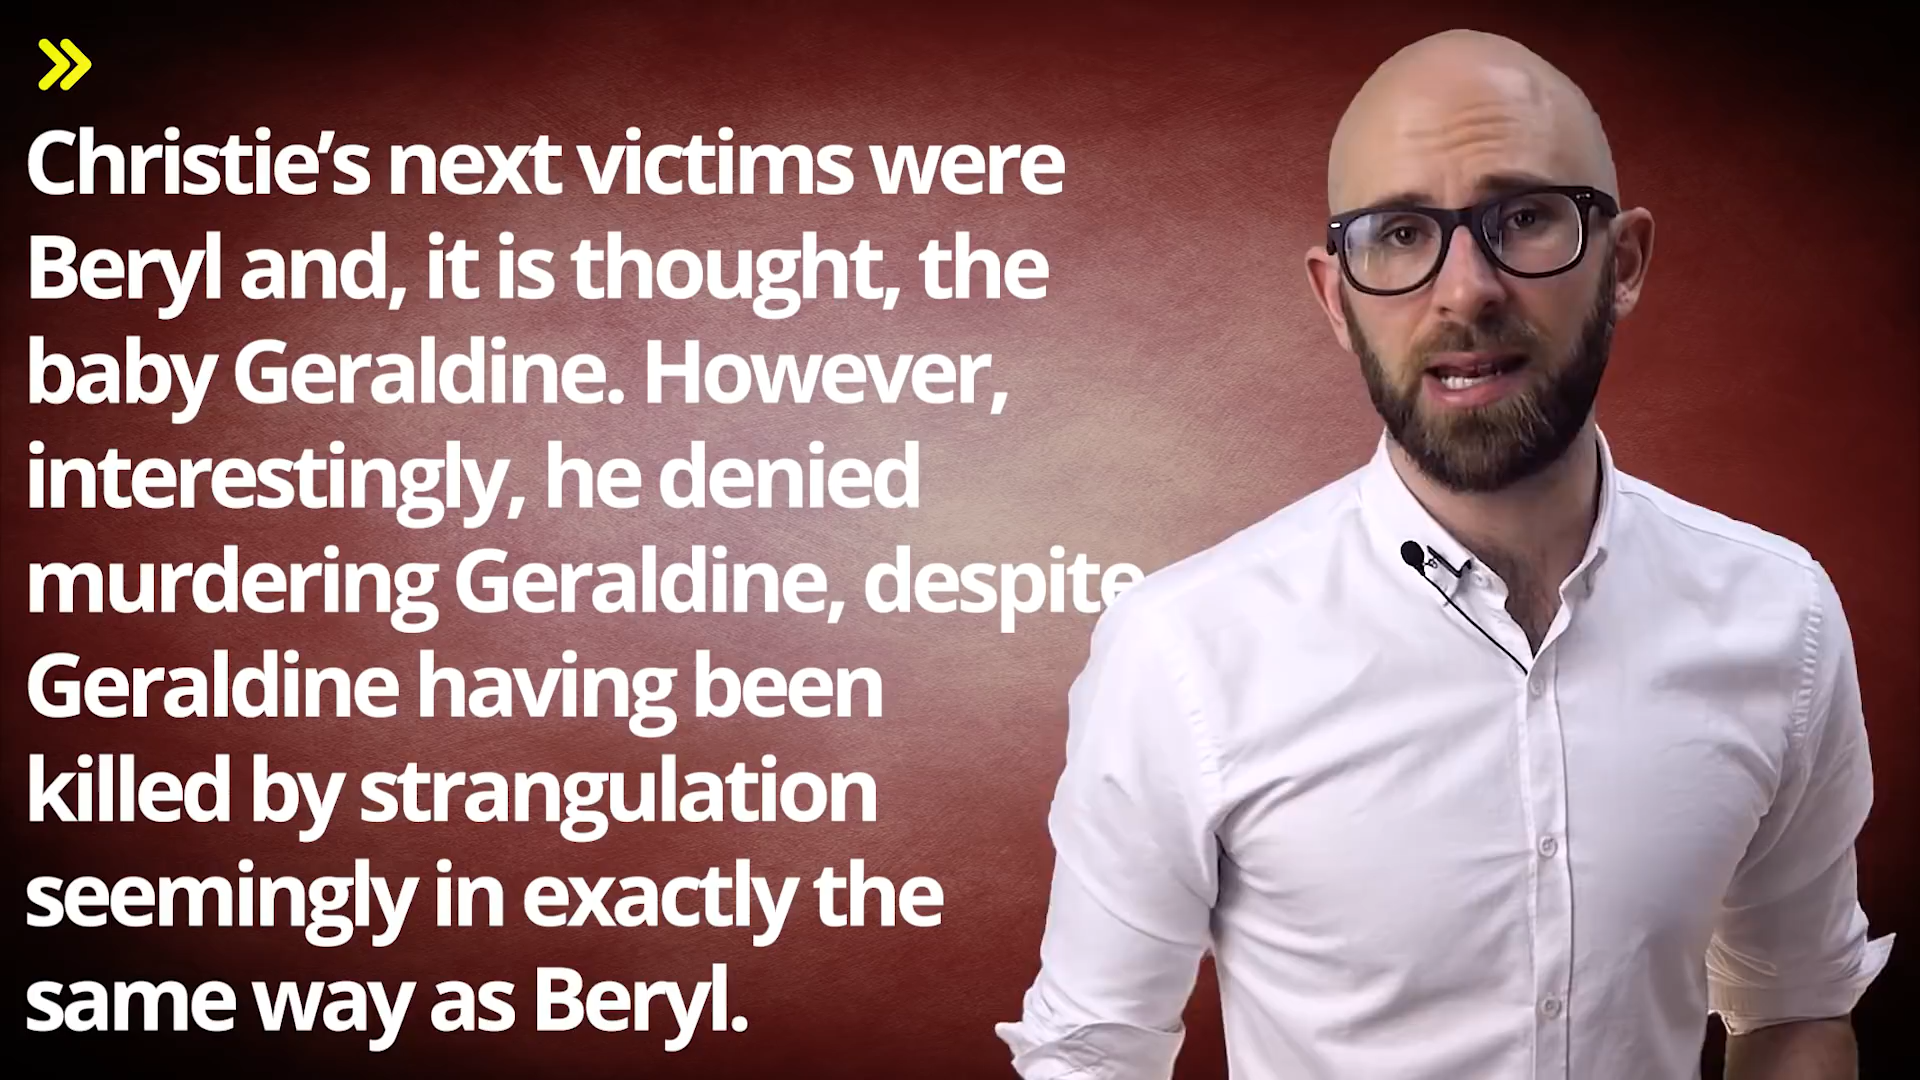 Christie’s next victims were
Beryl and, it is thought, the
baby Geraldine. However,
interestingly, he denied
murdering Geraldine, despite
Geraldine having been
killed by strangulation
seemingly in exactly the
same way as Beryl.